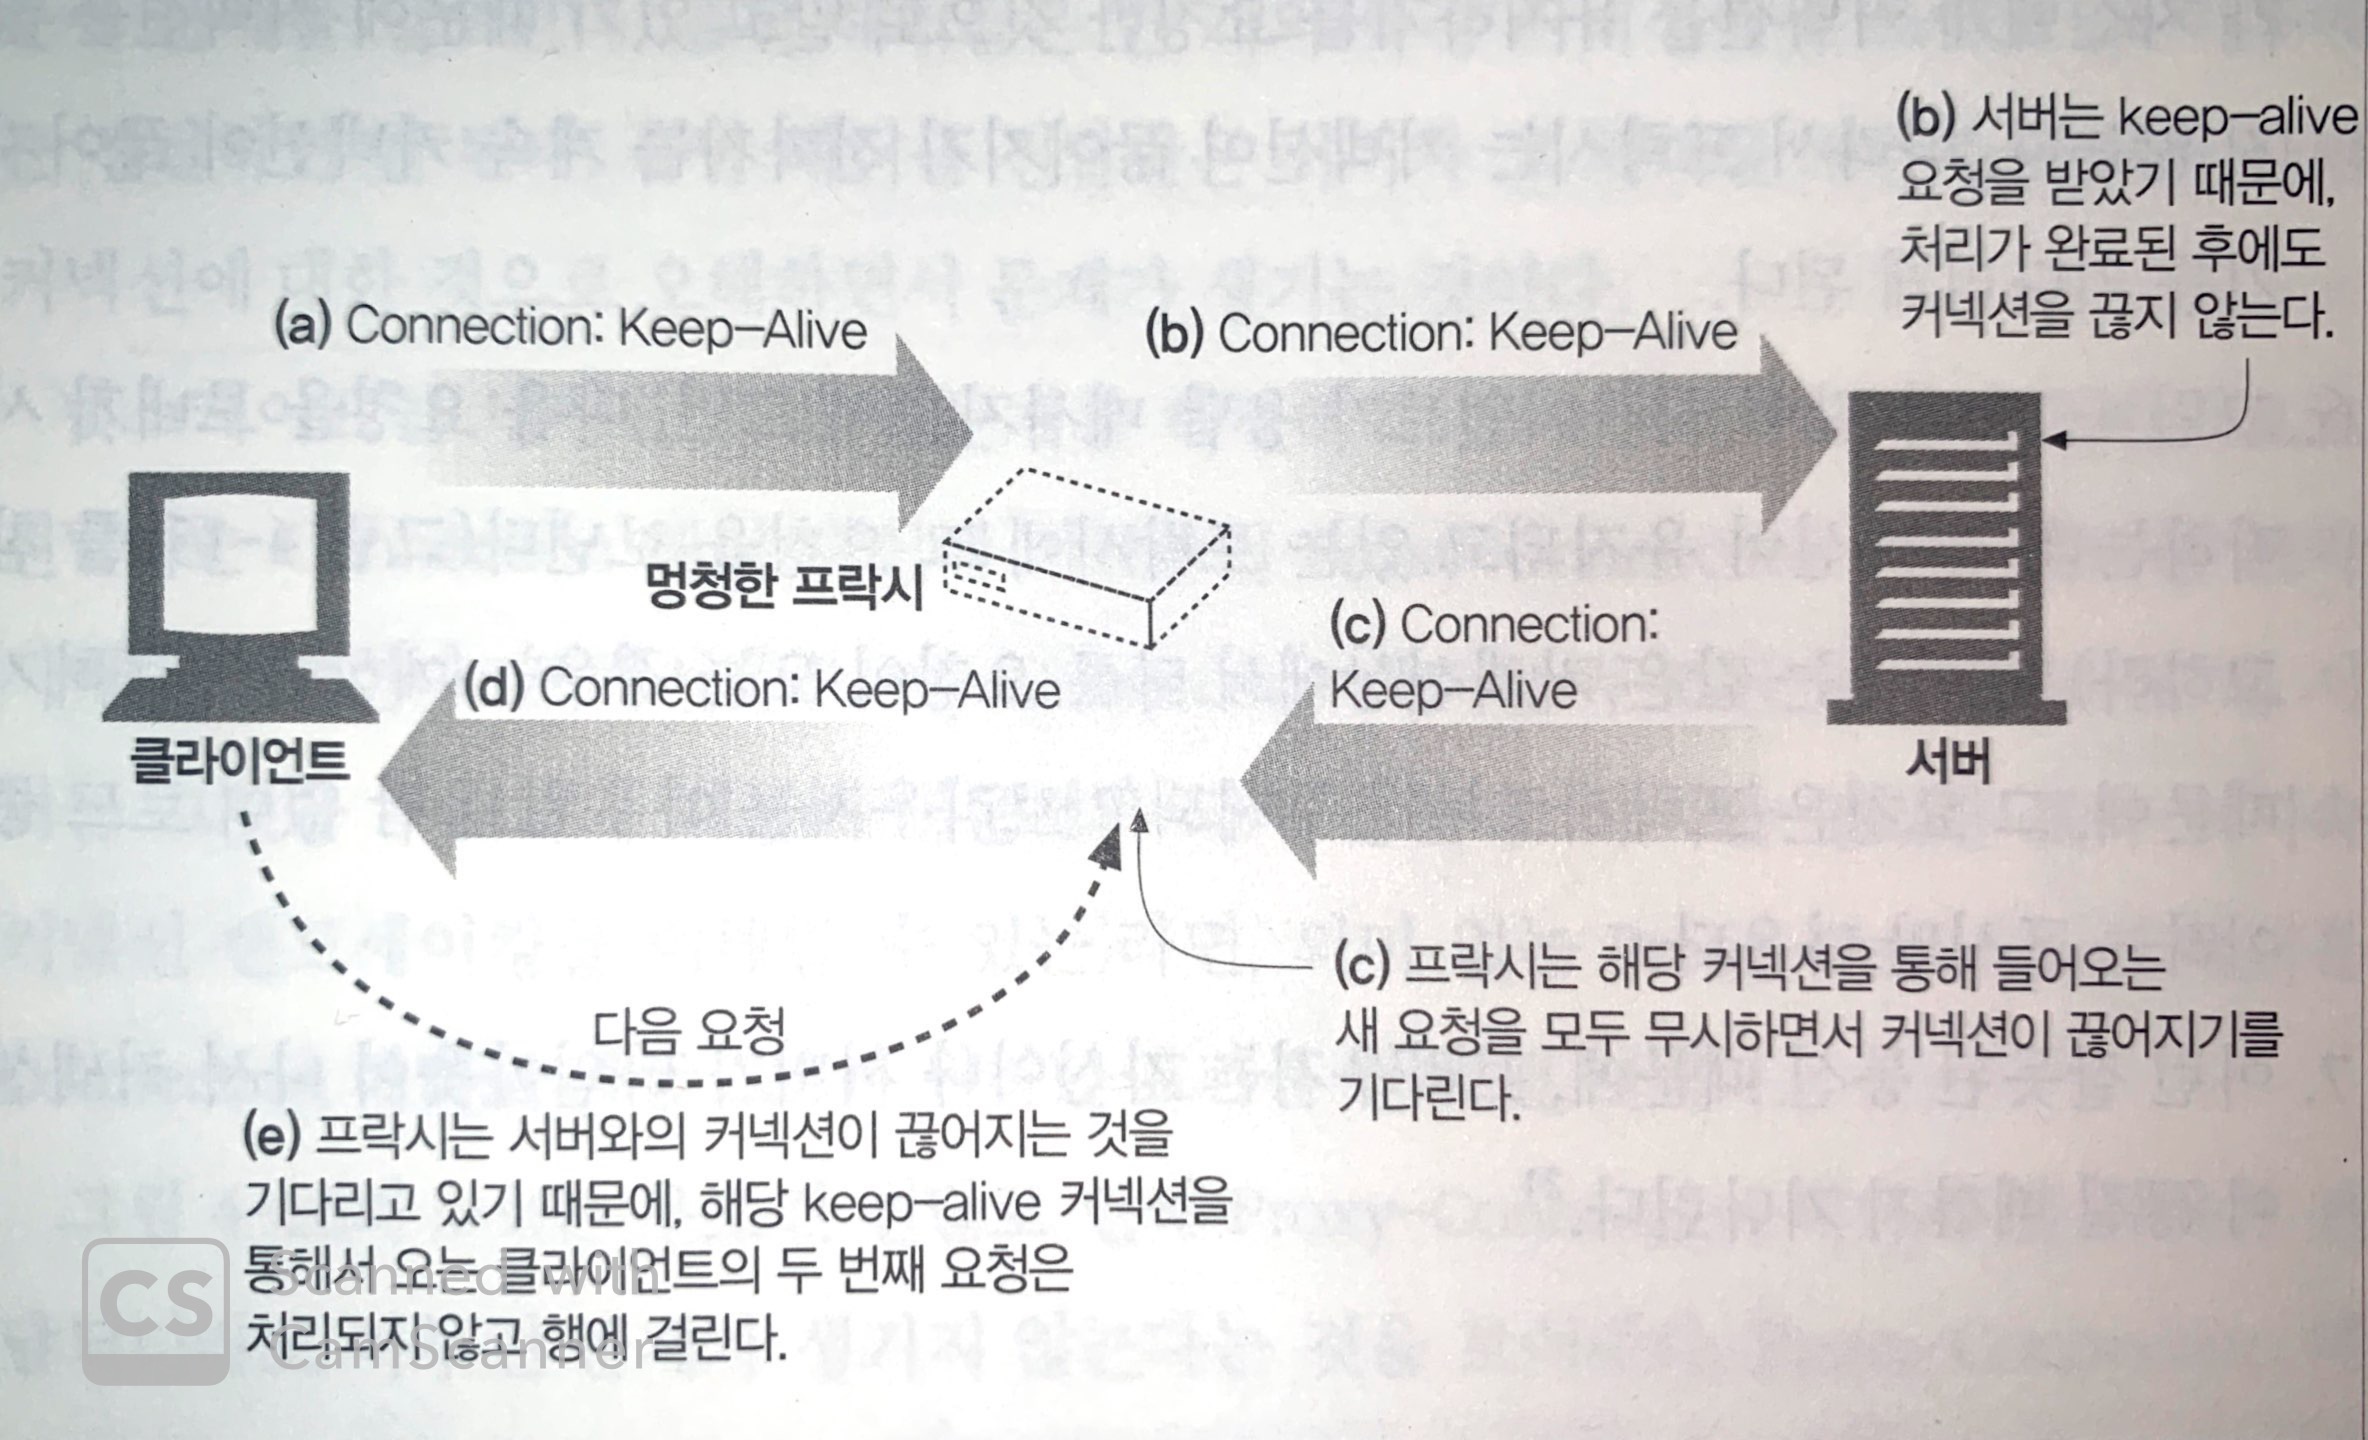 (b) 서버는 keep-alive
요청을 받았기 때문에,
처리가 완료된 후에도
커넥션을 끊지 않는다.
(a) Connection: Keep-Alive
(b) Connection: Keep-Alive
멍청한 프락시
(c) Connection:
Keep-Alive
(d) Connection: Keep-Alive
클라이언트
서버
(c) 프락시는 해당 커넥션을 통해 들어오는
새 요청을 모두 무시하면서 커넥션이 끊어지기를
기다린다.
다음 요청
(e) 프락시는 서버와의 커넥션이 끊어지는 것을
기다리고 있기 때문에, 해당 keep-alive 커넥션을
통해서 오는 클라이언트의 두 번째 요청은
처리되지 않고 행에 걸린다.
CS
Scanned with
CamScanner